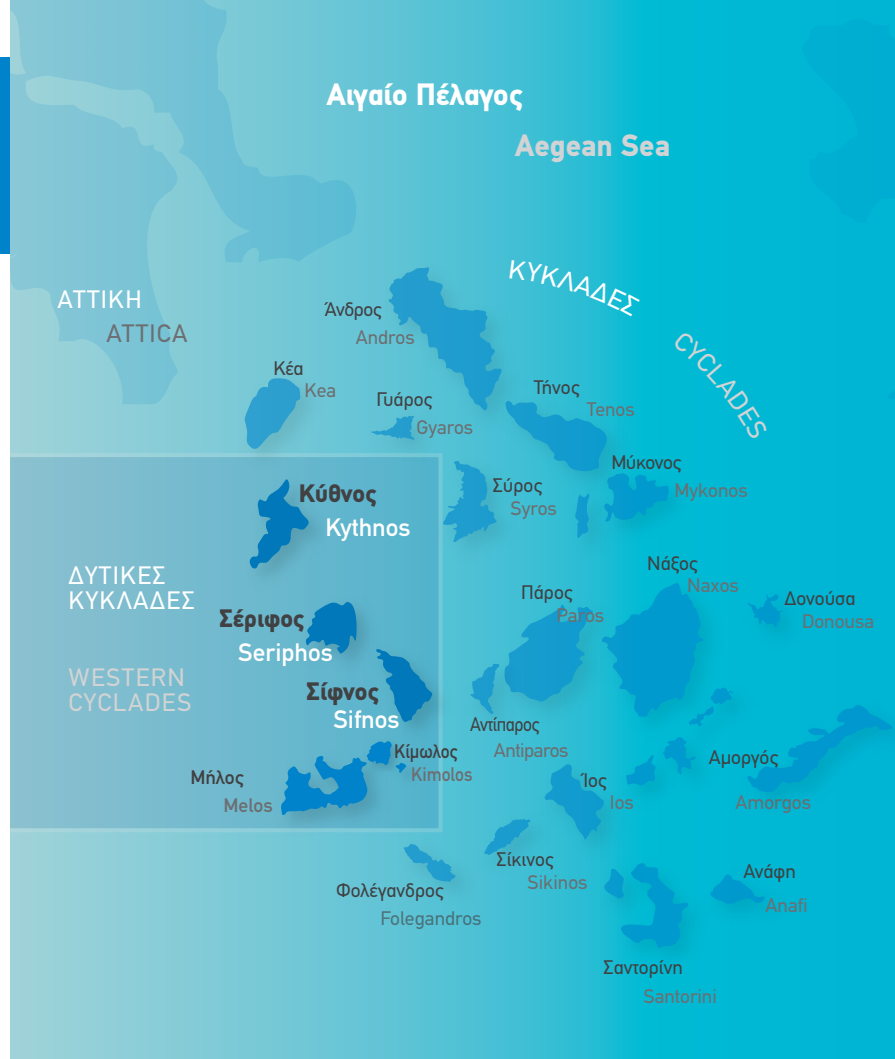 Αιγαίο Πέλαγος
Aegean Sea
ΚΥΚΛΑΔΕΣ
CYCLADES
ΑΤΤΙΚΗ
ATTICA
Άνδρος
Andros
Κέα
Kea
Γυάρος
Gyaros
Τήνος
Tenos
Μύκονος
Mykonos
Σύρος
Syros
Κύθνος
Kythnos
ΔΥΤΙΚΕΣ
ΚΥΚΛΑΔΕΣ
WESTERN
CYCLADES
Σέριφος
Seriphos
Σίφνος
Sifnos
Κίμωλος
Kimolos
Μήλος
Melos
Πάρος
Paros
Νάξος
Naxos
Δονούσα
Donousa
Αντίπαρος
Antiparos
Αμοργός
Amorgos
Ίος
Ios
Σίκινος
Sikinos
Φολέγανδρος
Folegandros
Ανάφη
Anafi
Σαντορίνη
Santorini